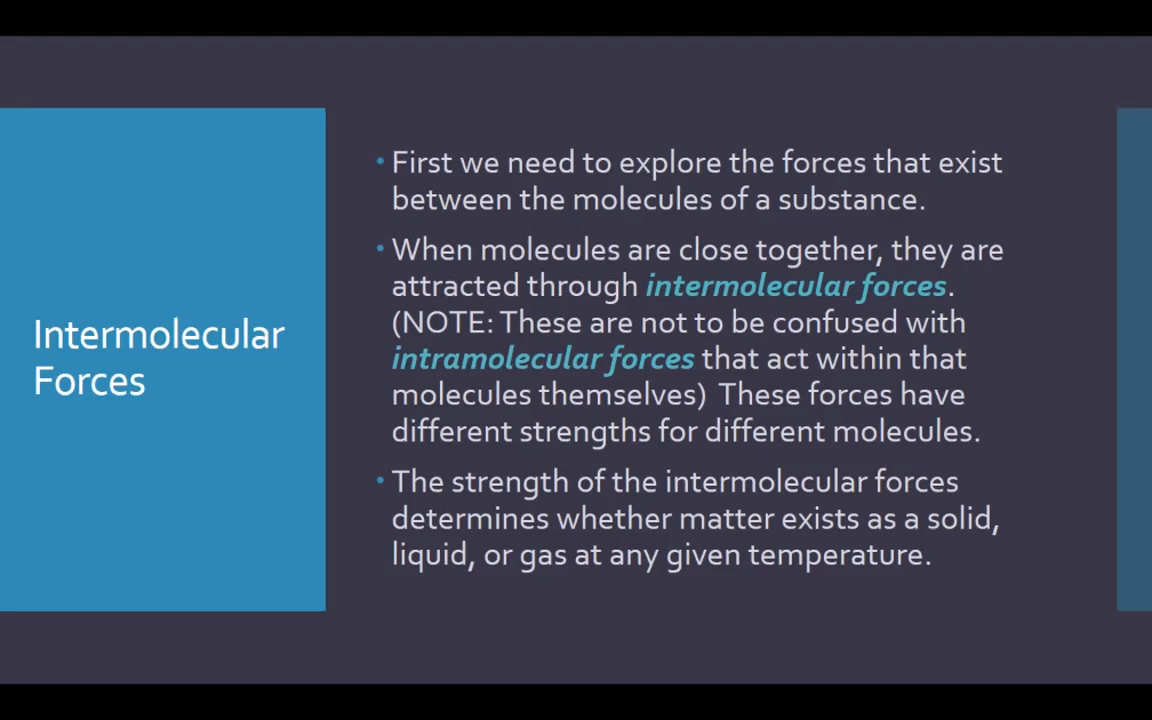 Intermolecular
Forces
• First we need to explore the forces that exist
between the molecules of a substance.
• When molecules are close together, they are
attracted through intermolecular forces.
(NOTE: These are not to be confused with
intramolecular forces that act within that
molecules themselves)  These forces have
different strengths for different molecules.
• The strength of the intermolecular forces
determines whether matter exists as a solid,
liquid, or gas at any given temperature.